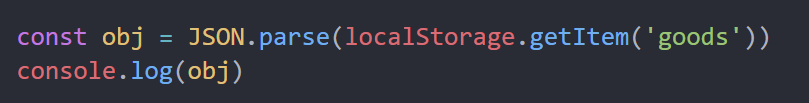 const obj = JSON.parse(localStorage.getItem('goods'))
console.log(obj)